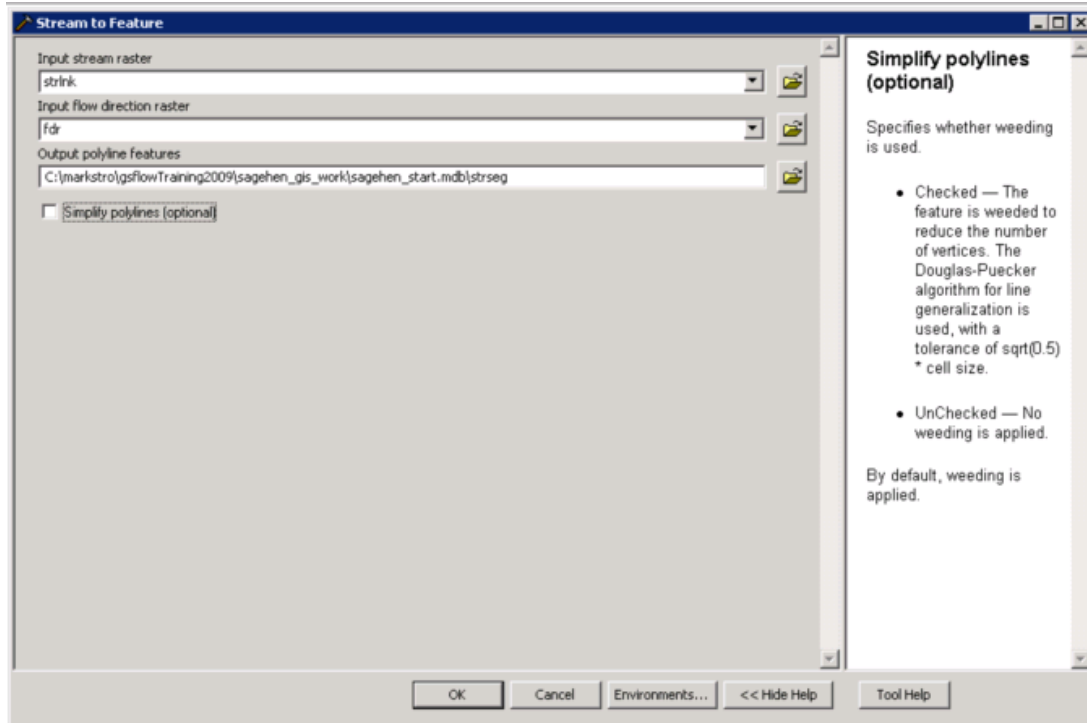 Stream to Feature
Input stream raster
strlnk
Input flow direction raster
fdr
Output polyline features
C:\markstro\gsflowTraining2009\sagehen_gis_work\sagehen_start.mdb\strseg
Simplify polylines (optional)
Simplify polylines
(optional)
Specifies whether weeding
is used.
• Checked — The
feature is weeded to
reduce the number
of vertices. The
Douglas-Puecker
algorithm for line
generalization is
used, with a
tolerance of sqrt(0.5)
* cell size.
• UnChecked — No
weeding is applied.
By default, weeding is
applied.
OK
Cancel
Environments...
<< Hide Help
Tool Help